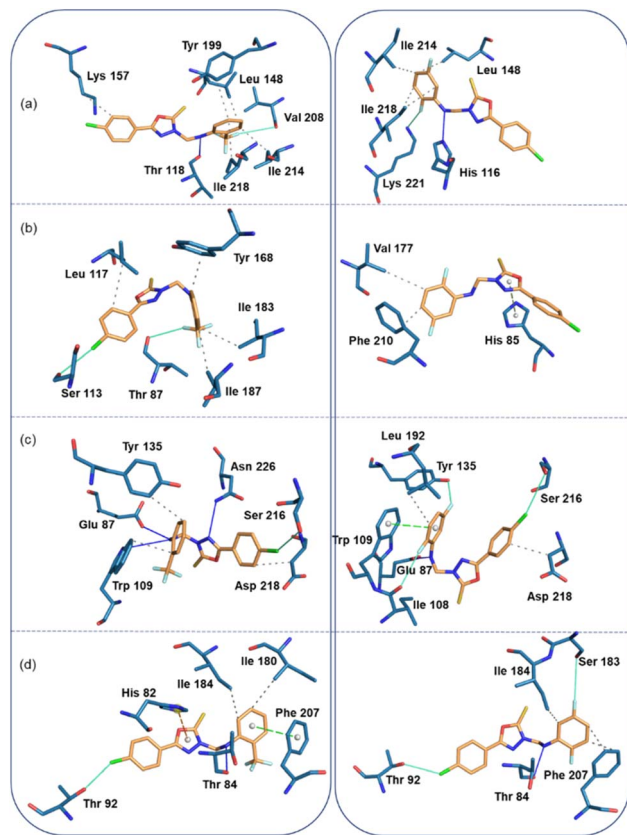 (a)
Lys 157
Tyr 199
Leu 148
Val 208
Thr 118
Ile 218
Ile 214
Ile 214
Leu 148
Ile 218
Lys 221
His 116
(b)
Leu 117
Tyr 168
Ile 183
Ser 113
Thr 87
Ile 187
Val 177
Phe 210
His 85
(c)
Tyr 135
Asn 226
Glu 87
Ser 216
Trp 109
Asp 218
Leu 192
Tyr 135
Ser 216
Trp 109
Glu 87
Ile 108
Asp 218
(d)
Ile 184
Ile 180
His 82
Phe 207
Thr 84
Thr 92
Ser 183
Ile 184
Thr 92
Thr 84
Phe 207